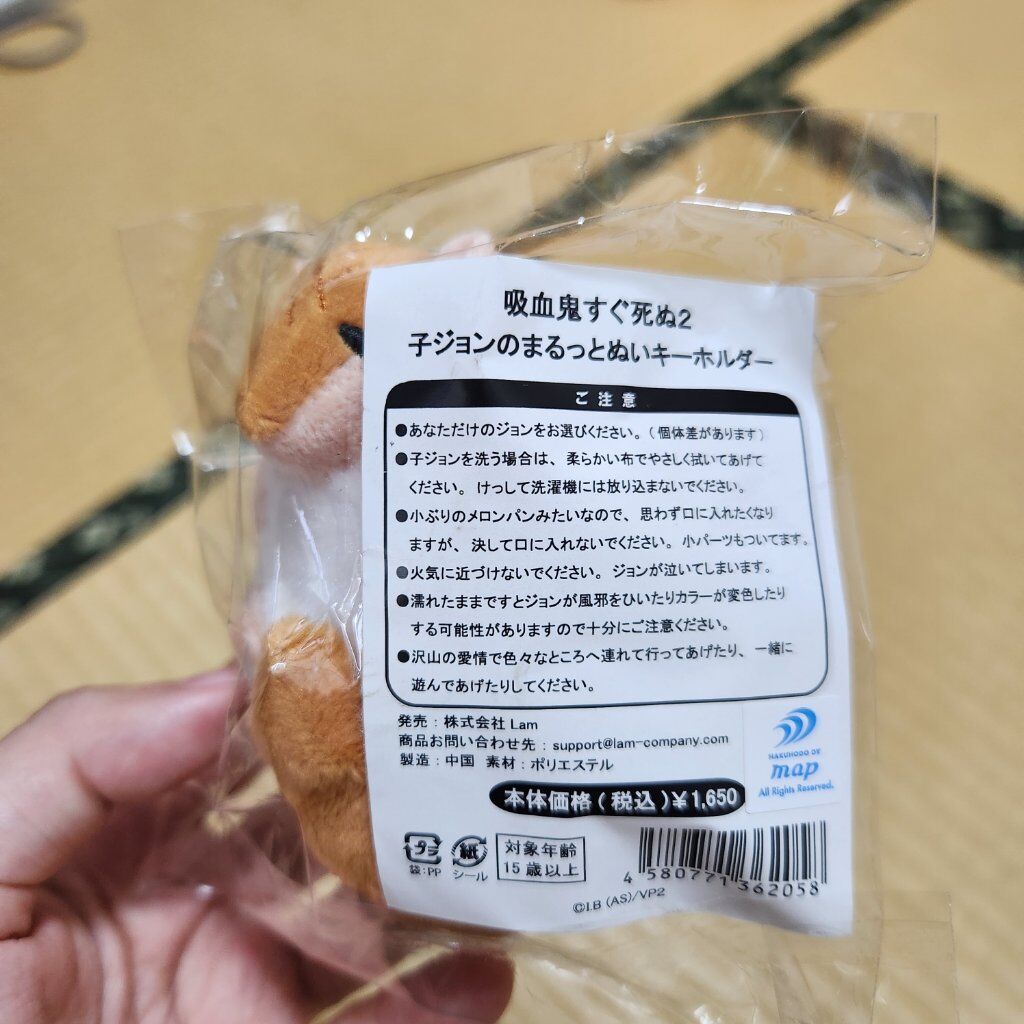 吸血鬼すぐ死ぬ2
子ジョンのまるっとぬいキーホルダー
ご注意
●あなただけのジョンをお選びください。(個体差があります)
●子ジョンを洗う場合は、柔らかい布でやさしく拭いてあげて
ください。けっして洗濯機には放り込まないでください。
●小ぶりのメロンパンみたいなので、思わず口に入れたくなり
ますが、決して口に入れないでください。小パーツもついてます。
●火気に近づけないでください。ジョンが泣いてしまいます。
●濡れたままですとジョンが風邪をひいたりカラーが変色したり
する可能性がありますので十分にご注意ください。
●沢山の愛情で色々なところへ連れて行ってあげたり、一緒に
遊んであげたりしてください。
発売：株式会社 Lam
商品お問い合わせ先：support@lam-company.com
製造：中国 素材：ポリエステル
HAKUHODO DY
map
All Rights Reserved.
本体価格(税込)¥1,650
プラ
袋:PP
紙
シール
対象年齢
15歳以上
4 580771 362058
©I.B (AS)/VP2